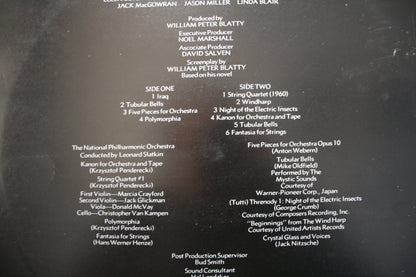 JACK MacGOWRAN JASON MILLER LINDA BLAIR
Produced by
WILLIAM PETER BLATTY
Executive Producer
NOEL MARSHALL
Associate Producer
DAVID SALVEN
Screenplay by
WILLIAM PETER BLATTY
Based on his novel
SIDE ONE
1 Iraq
2 Tubular Bells
3 Five Pieces for Orchestra
4 Polymorphia
SIDE TWO
1 String Quartet (1960)
2 Windharp
3 Night of the Electric Insects
4 Kanon for Orchestra and Tape
5 Tubular Bells
6 Fantasia for Strings
The National Philharmonic Orchestra
Conducted by Leonard Slatkin
Kanon for Orchestra and Tape
(Krzysztof Penderecki)
String Quartet #1
(Krzysztof Penderecki)
First Violin—Marcia Crayford
Second Violin—Jack Glickman
Viola—Donald McVay
Cello—Christopher Van Kampen
Polymorphia
(Krzysztof Penderecki)
Fantasia for Strings
(Hans Werner Henze)
Five Pieces for Orchestra Opus 10
(Anton Webern)
Tubular Bells
(Mike Oldfield)
Performed by The
Mystic Sounds
Courtesy of
Warner-Pioneer Corp., Japan
(Tutti) Threnody 1: Night of the Electric Insects
(George Crumb)
Courtesy of Composers Recording, Inc.
"Beginnings" from The Wind Harp
Courtesy of United Artists Records
Crystal Glass and Voices
(Jack Nitzsche)
Post Production Supervisor
Bud Smith
Sound Consultant